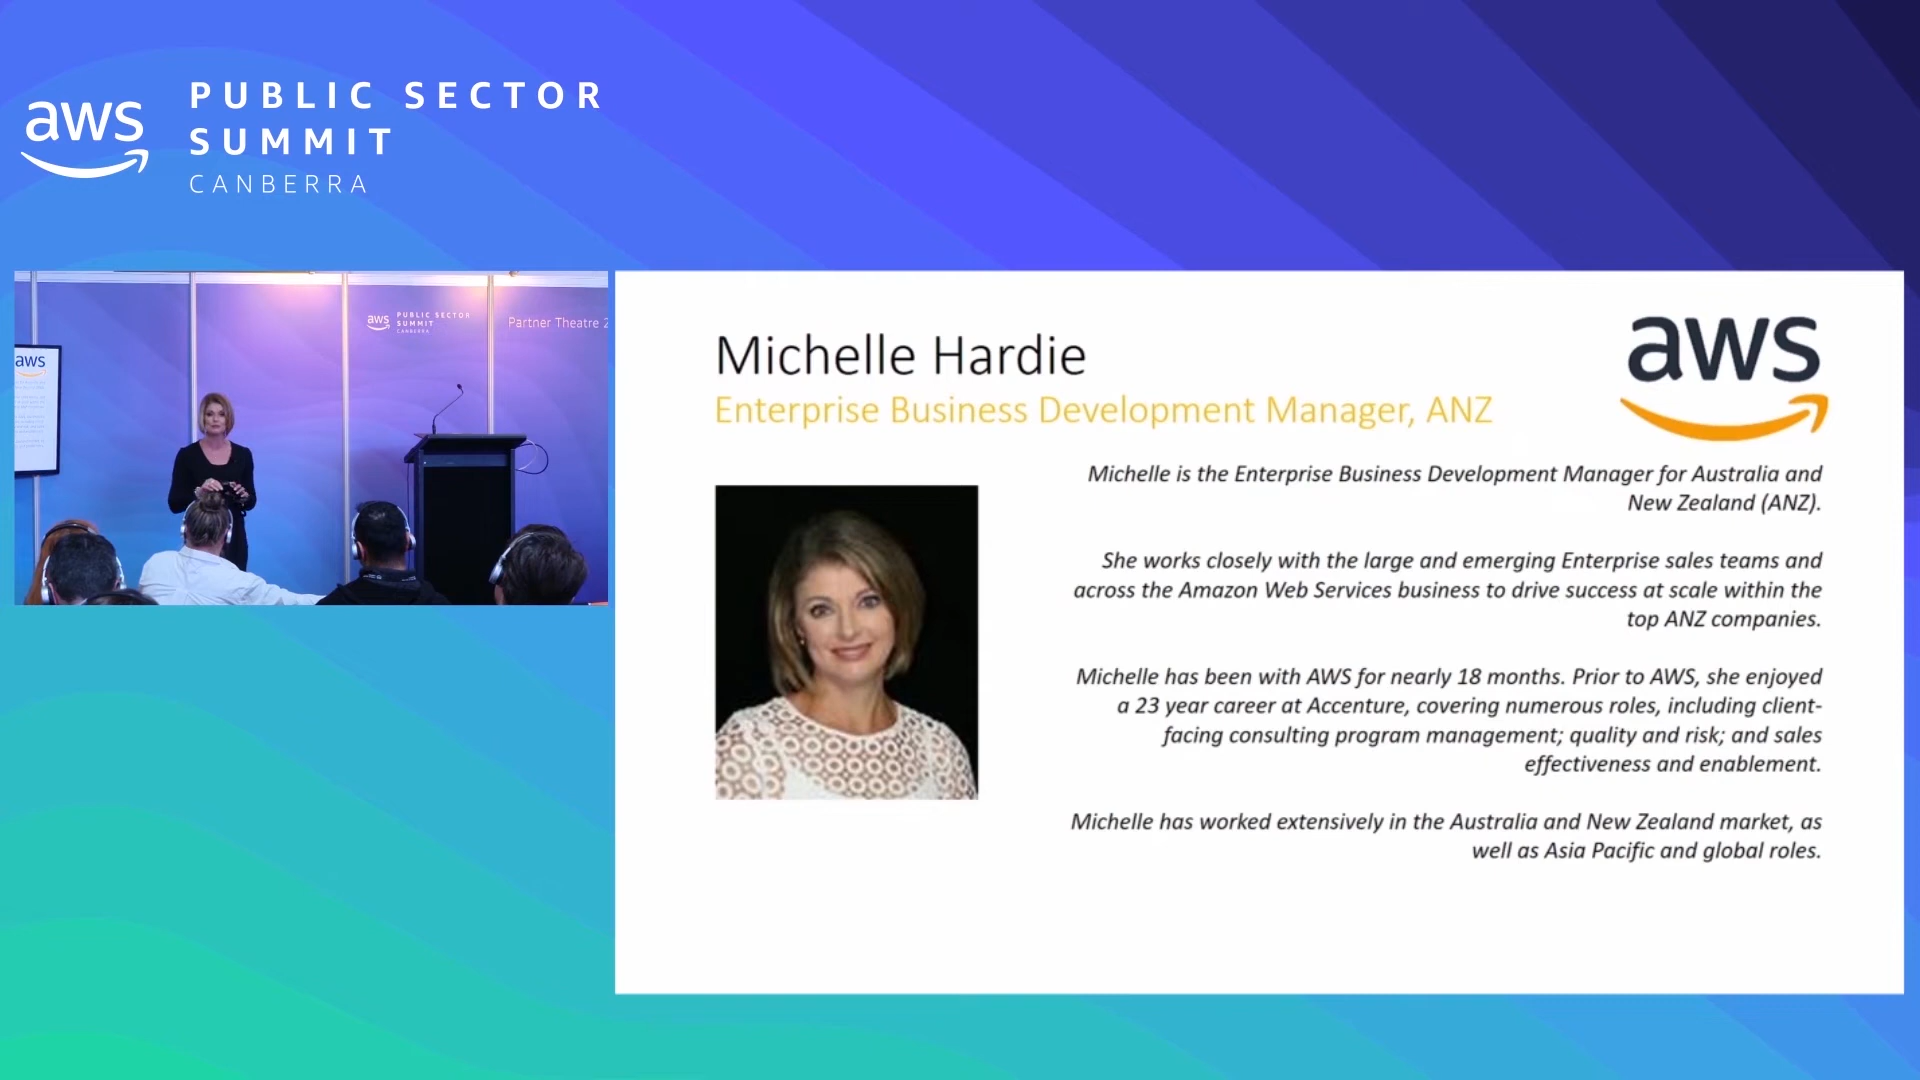 aws
PUBLIC SECTOR
SUMMIT
CANBERRA
aws
PUBLIC SECTOR
SUMMIT
CANBERRA
Partner Theatre 2
aws
Michelle Hardie
Enterprise Business Development Manager, ANZ
aws
Michelle is the Enterprise Business Development Manager for Australia and
New Zealand (ANZ).
She works closely with the large and emerging Enterprise sales teams and
across the Amazon Web Services business to drive success at scale within the
top ANZ companies.
Michelle has been with AWS for nearly 18 months. Prior to AWS, she enjoyed
a 23 year career at Accenture, covering numerous roles, including client-
facing consulting program management; quality and risk; and sales
effectiveness and enablement.
Michelle has worked extensively in the Australia and New Zealand market, as
well as Asia Pacific and global roles.